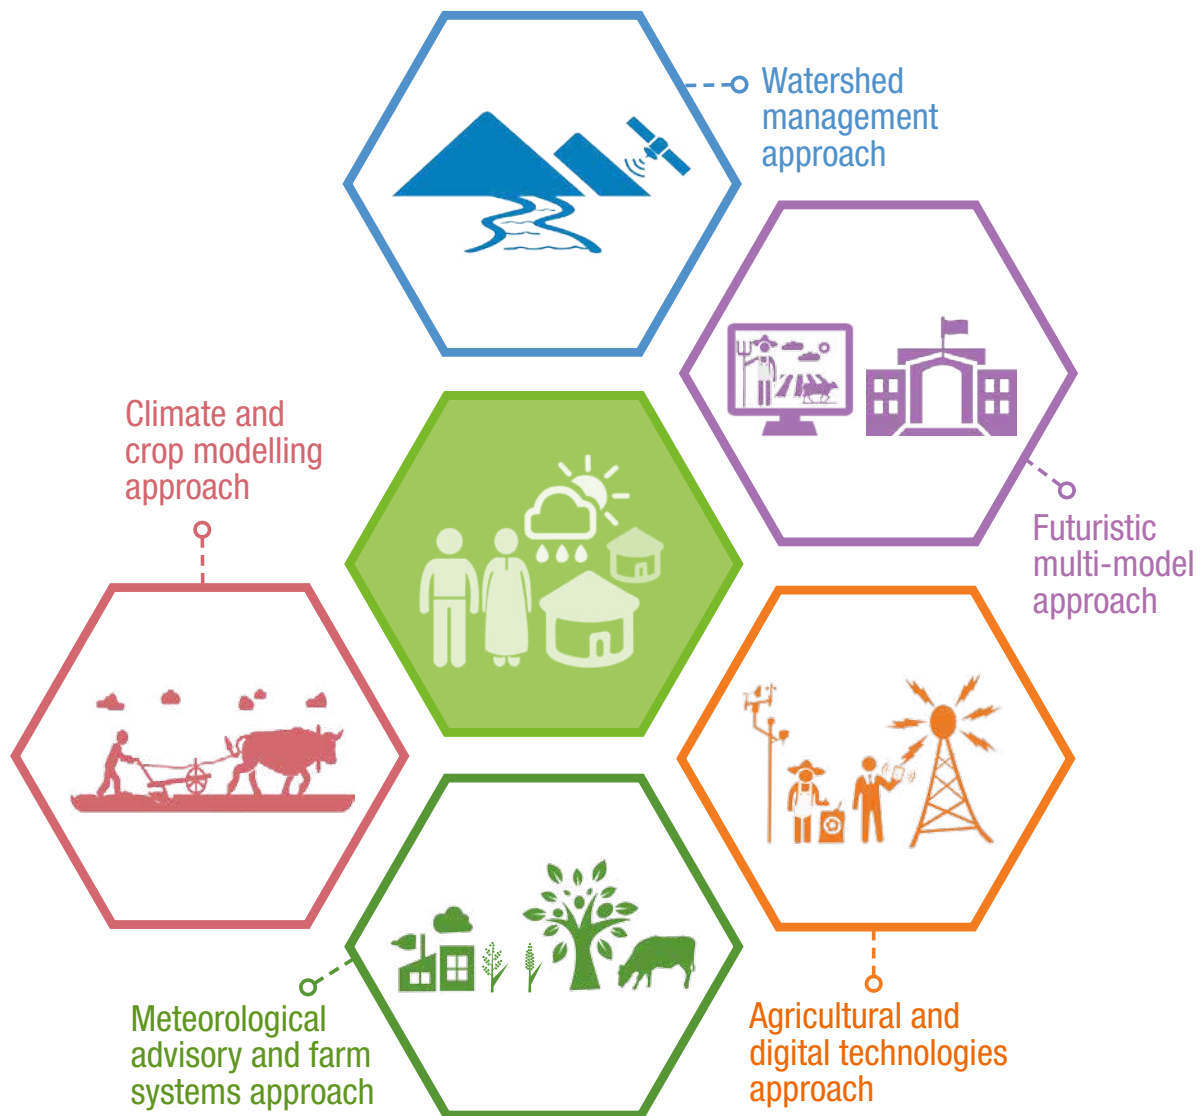 Watershed
management
approach
Climate and
crop modelling
approach
Futuristic
multi-model
approach
Meteorological
advisory and farm
systems approach
Agricultural and
digital technologies
approach